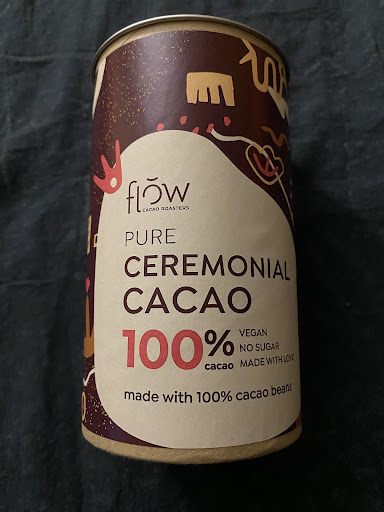 flōw
CACAO ROASTERS
PURE
CEREMONIAL
CACAO
100%
cacao
VEGAN
NO SUGAR
MADE WITH LOVE
made with 100% cacao beans